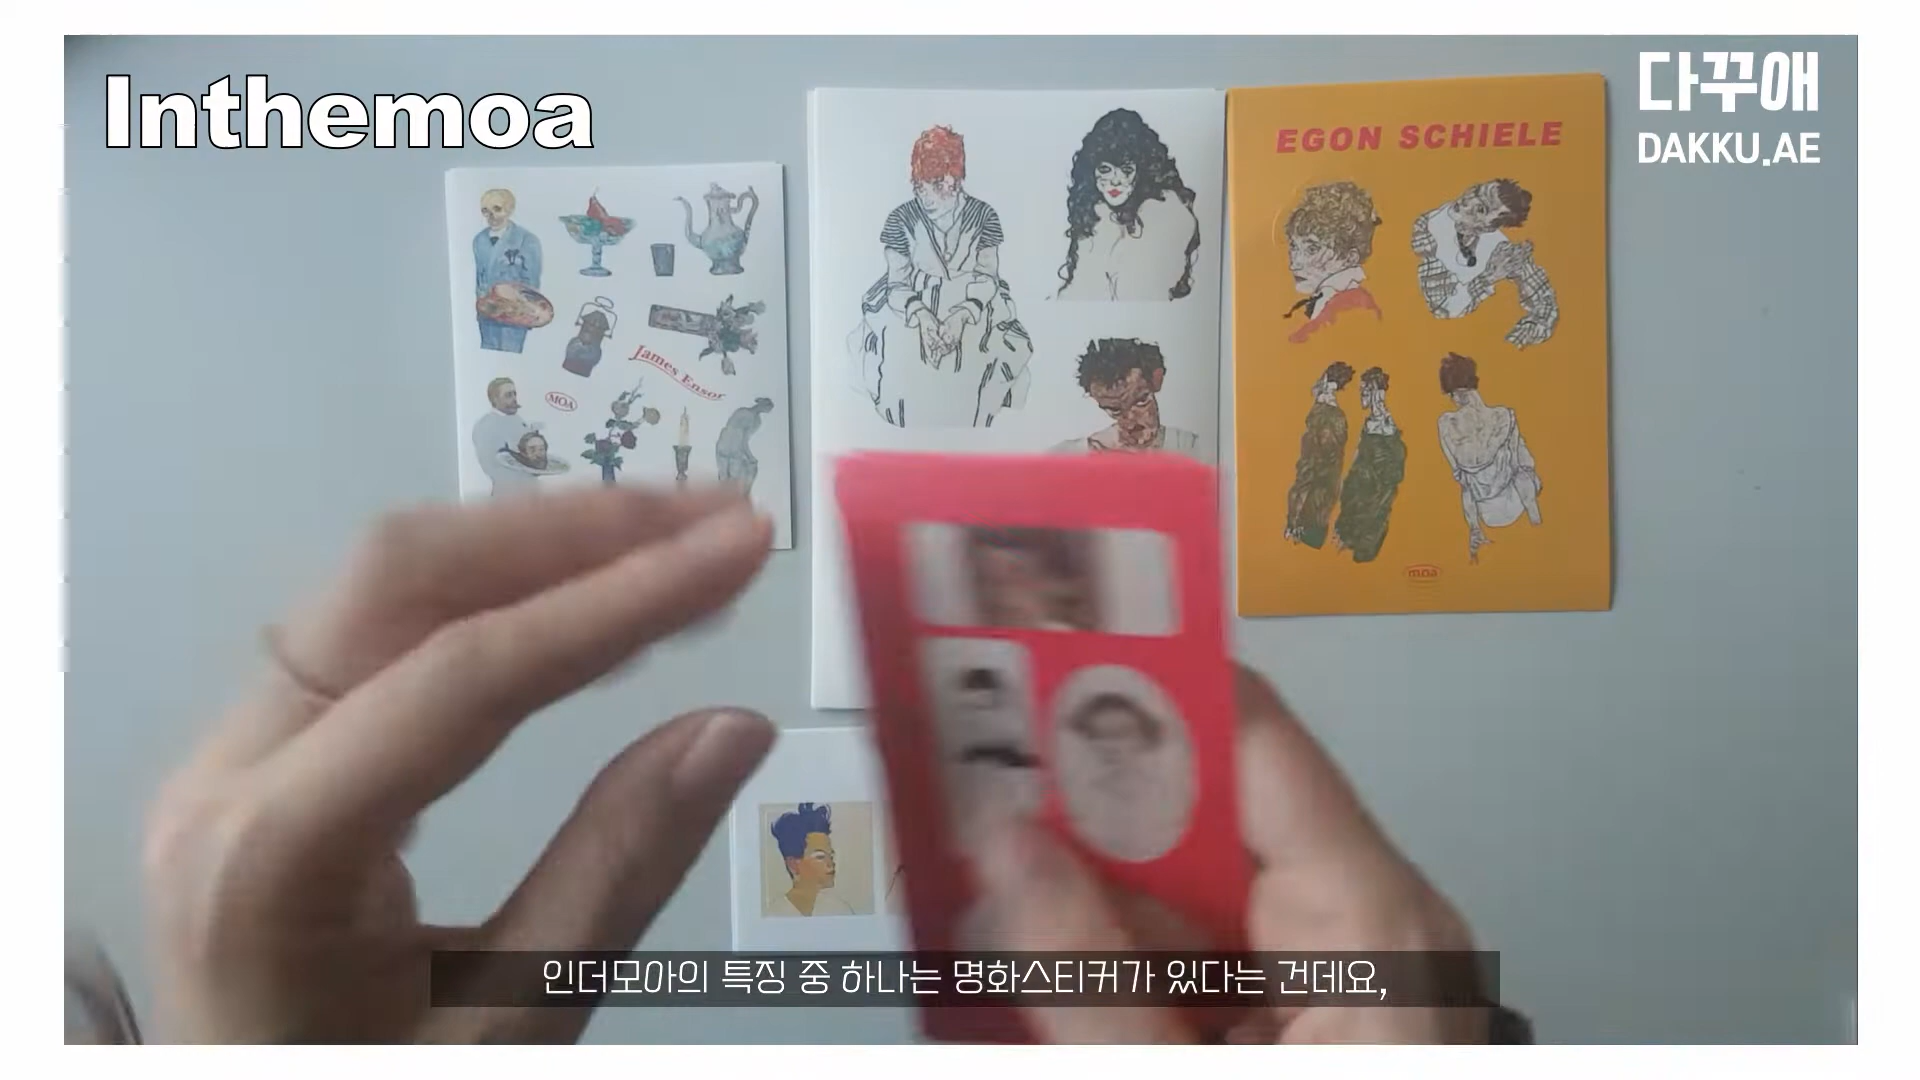 Inthemoa
다꾸애
DAKKU.AE
EGON SCHIELE
James Ensor
MOA
moa
인더모아의 특징 중 하나는 명화스티커가 있다는 건데요,